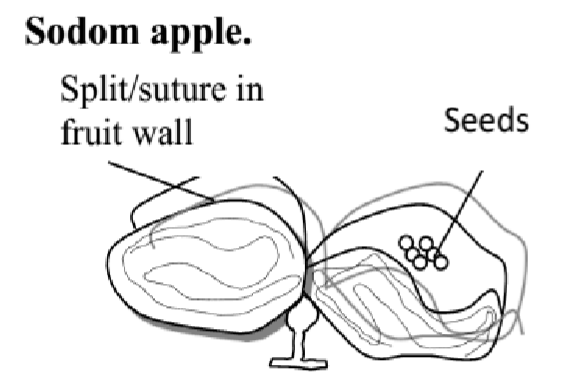 Sodom apple.
Split/suture in
fruit wall
Seeds